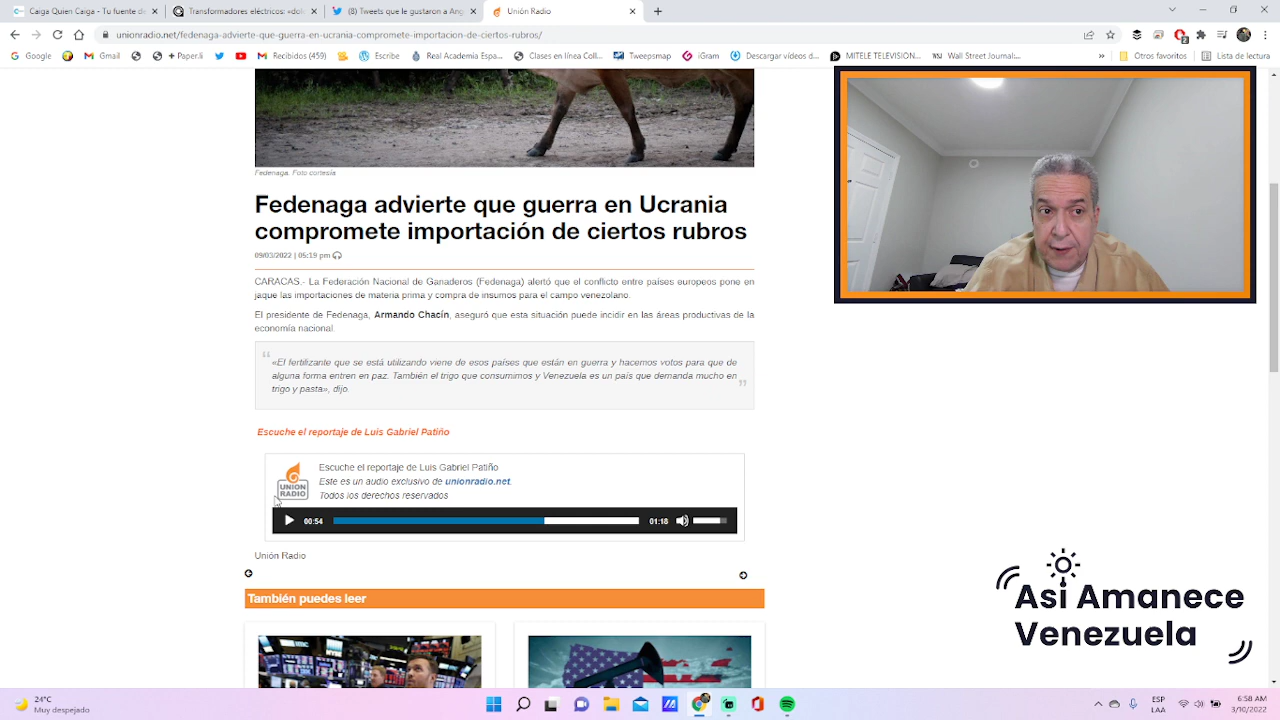 Caiga Quien Caiga - Tu fuente de
Transformadores: «dol
(8) Tweets de Amanece Ang
Unión Radio
unionradio.net/fedenaga-advierte-que-guerra-en-ucrania-compromete-importacion-de-ciertos-rubros/
Google
Gmail
+ Paper.li
Recibidos (459)
Escribe
Real Academia Espa...
Clases en línea Coll...
Tweepsmap
iGram
Descargar vídeos d...
MITELE TELEVISION...
Wall Street Journal:...
»
Otros favoritos
Lista de lectura
Fedenaga. Foto cortesía
Fedenaga advierte que guerra en Ucrania
compromete importación de ciertos rubros
09/03/2022 | 05:19 pm
CARACAS.- La Federación Nacional de Ganaderos (Fedenaga) alertó que el conflicto entre países europeos pone en
jaque las importaciones de materia prima y compra de insumos para el campo venezolano.
El presidente de Fedenaga, Armando Chacín, aseguró que esta situación puede incidir en las áreas productivas de la
economía nacional.
«El fertilizante que se está utilizando viene de esos países que están en guerra y hacemos votos para que de
alguna forma entren en paz. También el trigo que consumimos y Venezuela es un país que demanda mucho en
trigo y pasta», dijo.
Escuche el reportaje de Luis Gabriel Patiño
Escuche el reportaje de Luis Gabriel Patiño
Este es un audio exclusivo de unionradio.net.
Todos los derechos reservados
UNION
RADIO
00:54
01:18
Unión Radio
También puedes leer
Así Amanece
Venezuela
24°C
Muy despejado
ESP
LAA
6:58 AM
3/10/2022